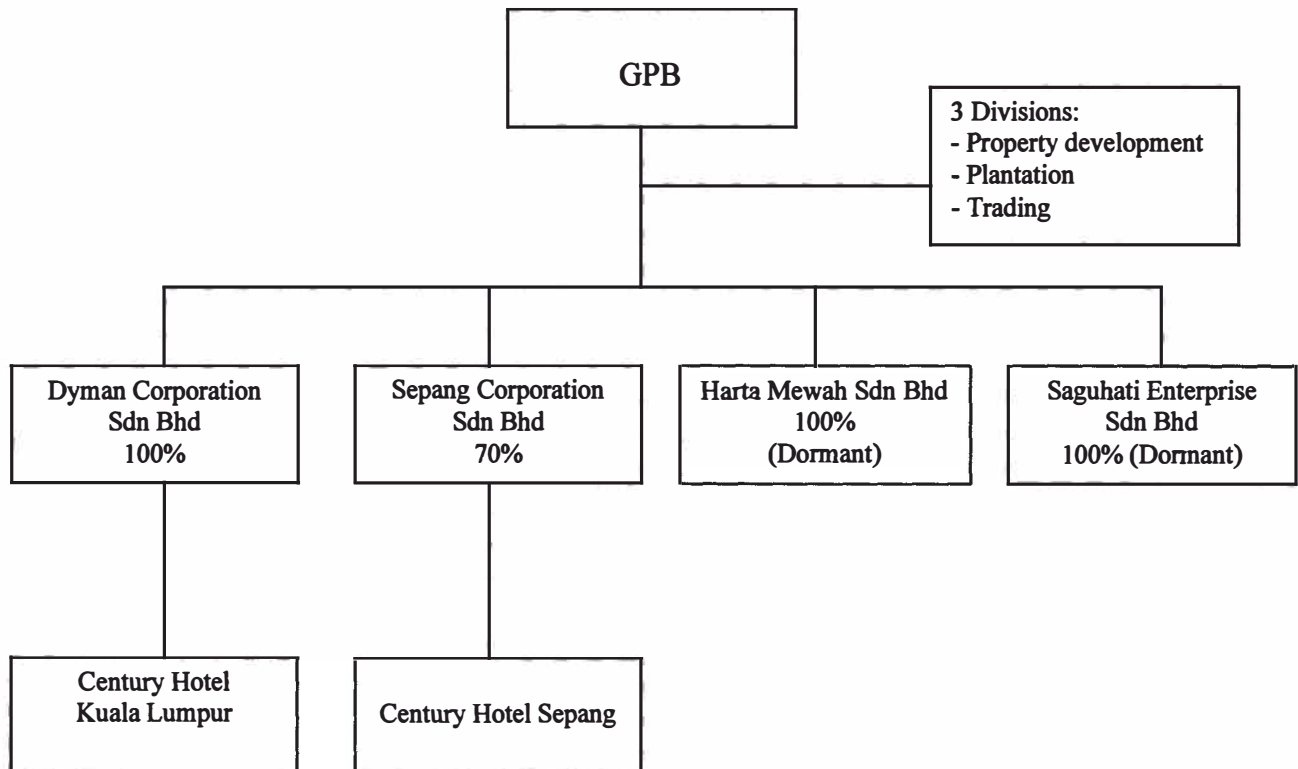 GPB
3 Divisions:
- Property development
- Plantation
- Trading
Dyman Corporation
Sdn Bhd
100%
Sepang Corporation
Sdn Bhd
70%
Harta Mewah Sdn Bhd
100%
(Dormant)
Saguhati Enterprise
Sdn Bhd
100% (Dormant)
Century Hotel
Kuala Lumpur
Century Hotel Sepang